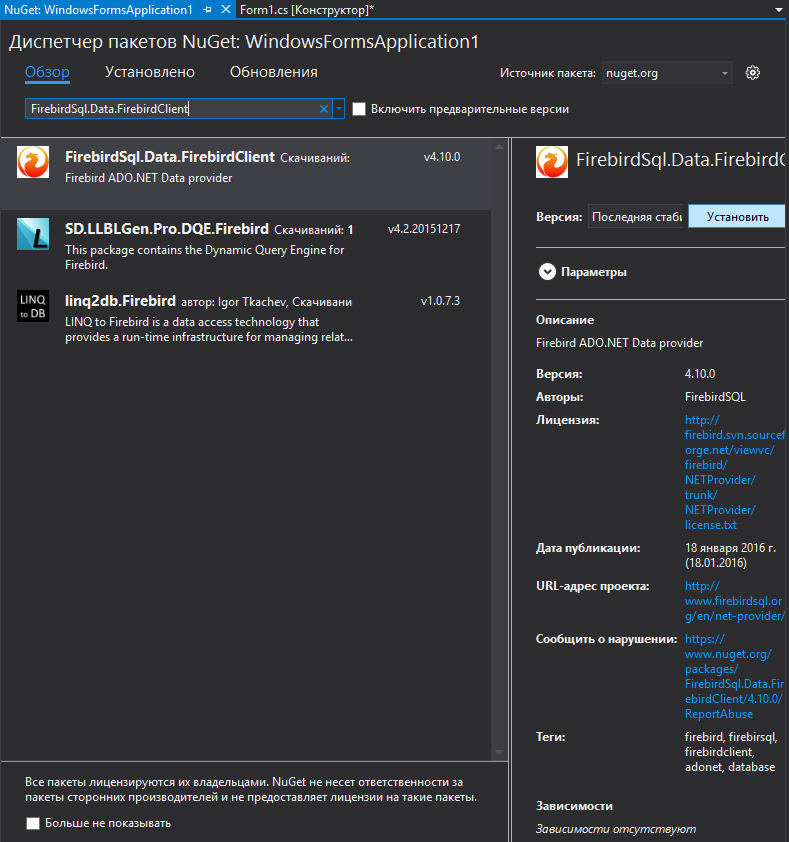 NuGet: WindowsFormsApplication1
Form1.cs [Конструктор]*
Диспетчер пакетов NuGet: WindowsFormsApplication1
Обзор Установлено Обновления
Источник пакета: nuget.org
FirebirdSql.Data.FirebirdClient
Включить предварительные версии
FirebirdSql.Data.FirebirdClient Скачиваний: v4.10.0
Firebird ADO.NET Data provider
SD.LLBLGen.Pro.DQE.Firebird Скачиваний: 1 v4.2.20151217
This package contains the Dynamic Query Engine for
Firebird.
LINQ
to DB
linq2db.Firebird автор: Igor Tkachev, Скачивани v1.0.7.3
LINQ to Firebird is a data access technology that
provides a run-time infrastructure for managing relat...
Все пакеты лицензируются их владельцами. NuGet не несет ответственности за
пакеты сторонних производителей и не предоставляет лицензии на такие пакеты.
Больше не показывать
FirebirdSql.Data.FirebirdC
Версия: Последняя стаби Установить
Параметры
Описание
Firebird ADO.NET Data provider
Версия: 4.10.0
Авторы: FirebirdSQL
Лицензия: http://
firebird.svn.sourcef
orge.net/viewvc/
firebird/
NETProvider/
trunk/
NETProvider/
license.txt
Дата публикации: 18 января 2016 г.
(18.01.2016)
URL-адрес проекта: http://
www.firebirdsql.or
g/en/net-provider/
Сообщить о нарушении: https://
www.nuget.org/
packages/
FirebirdSql.Data.Fir
ebirdClient/4.10.0/
ReportAbuse
Теги: firebird, firebirsql,
firebirdclient,
adonet, database
Зависимости
Зависимости отсутствуют